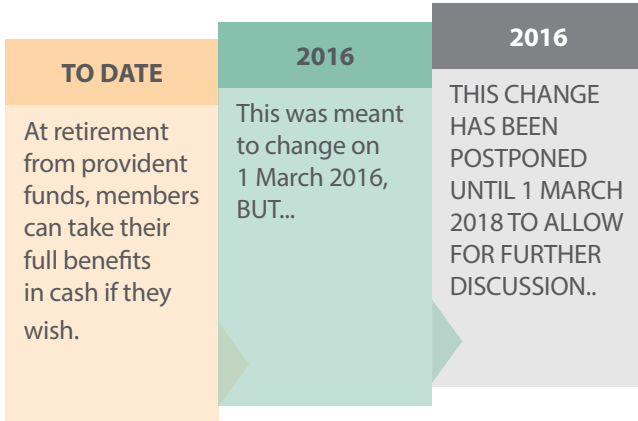 TO DATE
At retirement
from provident
funds, members
can take their
full benefits
in cash if they
wish.
2016
This was meant
to change on
1 March 2016,
BUT...
2016
THIS CHANGE
HAS BEEN
POSTPONED
UNTIL 1 MARCH
2018 TO ALLOW
FOR FURTHER
DISCUSSION..